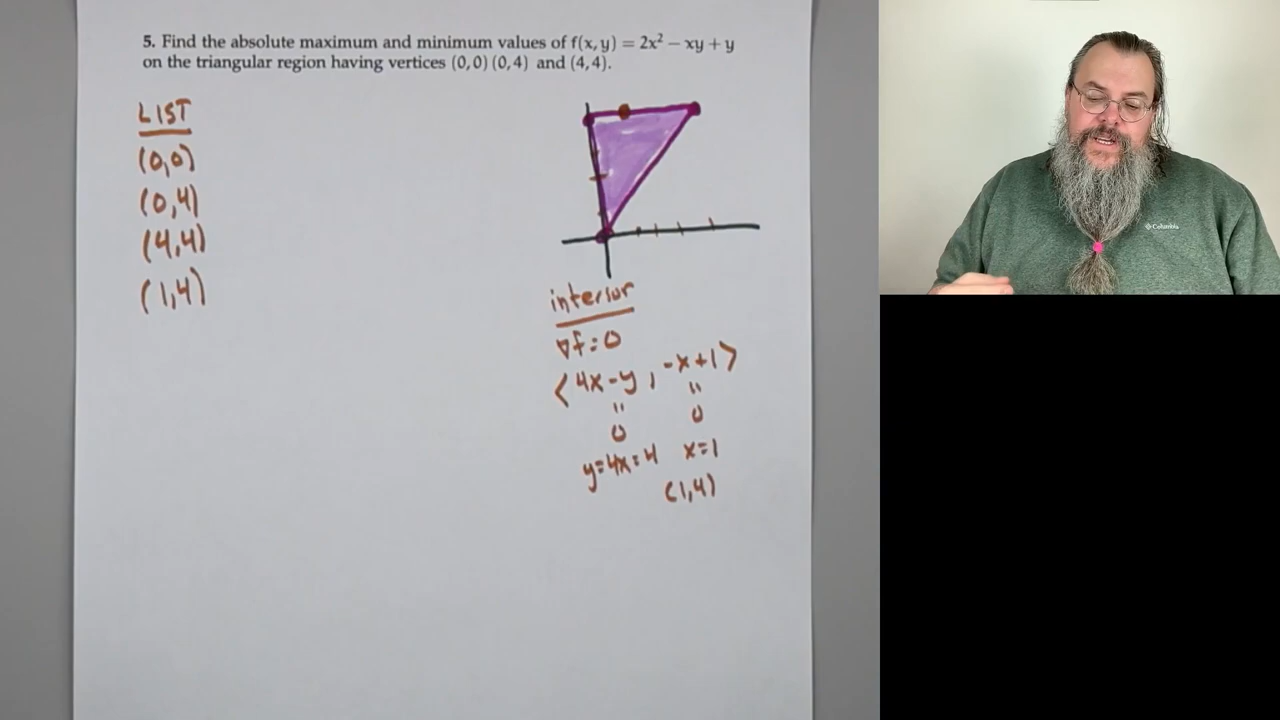 5. Find the absolute maximum and minimum values of f(x, y) = 2x² − xy + y
on the triangular region having vertices (0, 0) (0, 4) and (4, 4).
LIST
(0,0)
(0,4)
(4,4)
(1,4)
interior
∇f=0
⟨4x-y, -x+1⟩
" "
0 0
y=4x=4 x=1
(1,4)
Columbia